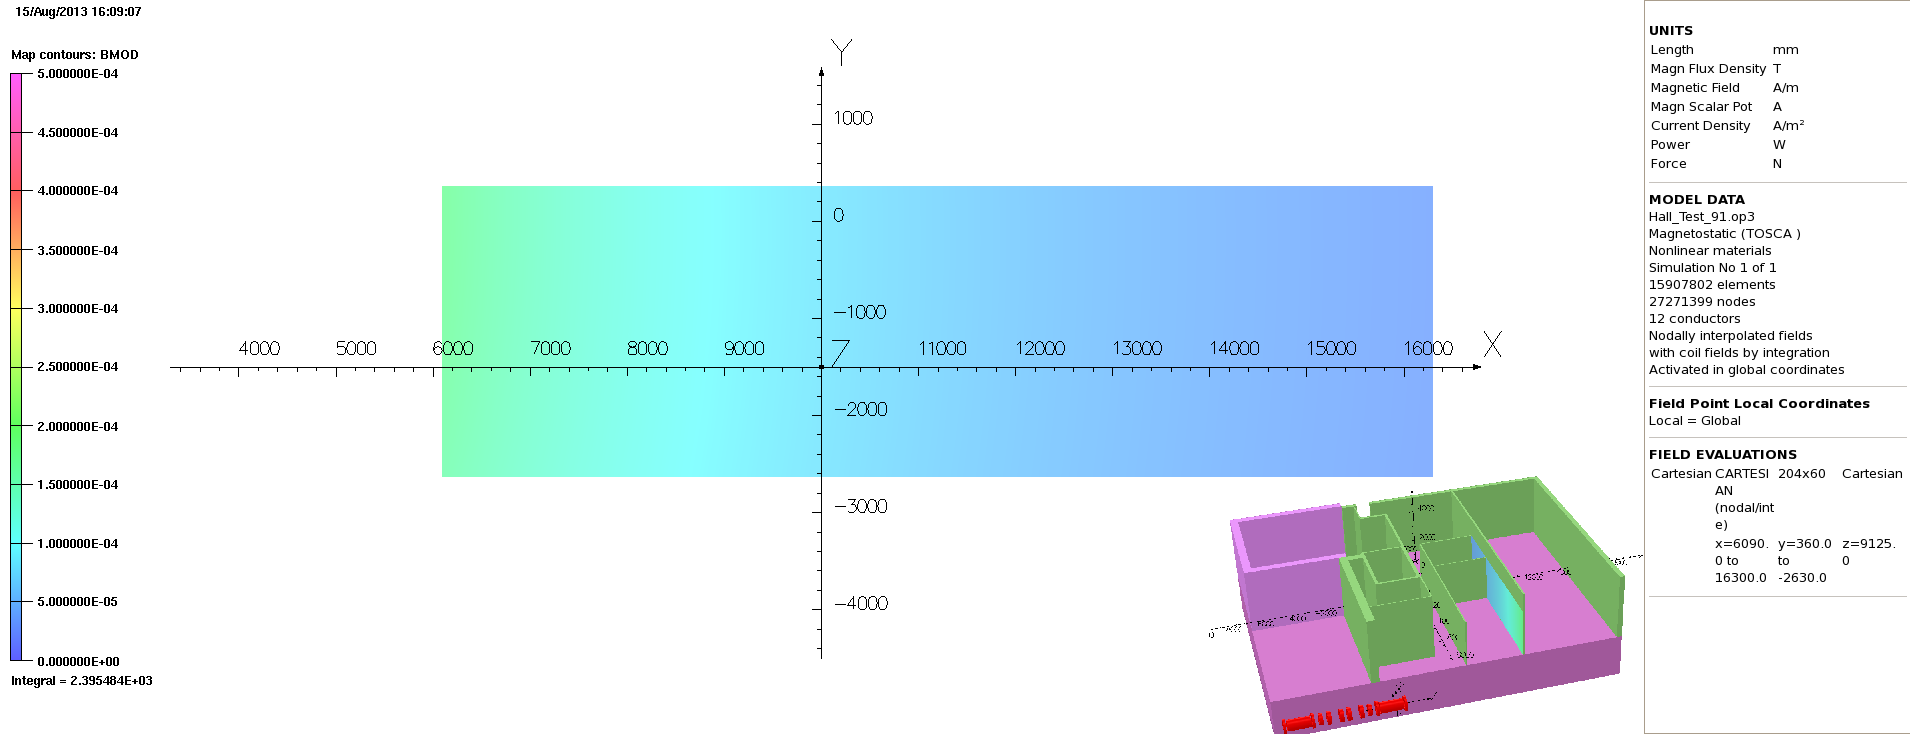 15/Aug/2013 16:09:07
Map contours: BMOD
5.000000E-04
4.500000E-04
4.000000E-04
3.500000E-04
3.000000E-04
2.500000E-04
2.000000E-04
1.500000E-04
1.000000E-04
5.000000E-05
0.000000E+00
Integral = 2.395484E+03
Y
1000
0
-1000
-2000
-3000
-4000
4000 5000 6000 7000 8000 9000 Z 11000 12000 13000 14000 15000 16000 X
UNITS
Length mm
Magn Flux Density T
Magnetic Field A/m
Magn Scalar Pot A
Current Density A/m²
Power W
Force N
MODEL DATA
Hall_Test_91.op3
Magnetostatic (TOSCA )
Nonlinear materials
Simulation No 1 of 1
15907802 elements
27271399 nodes
12 conductors
Nodally interpolated fields
with coil fields by integration
Activated in global coordinates
Field Point Local Coordinates
Local = Global
FIELD EVALUATIONS
Cartesian CARTESI 204x60 Cartesian
AN
(nodal/int
e)
x=6090. y=360.0 z=9125.
0 to to 0
16300.0 -2630.0